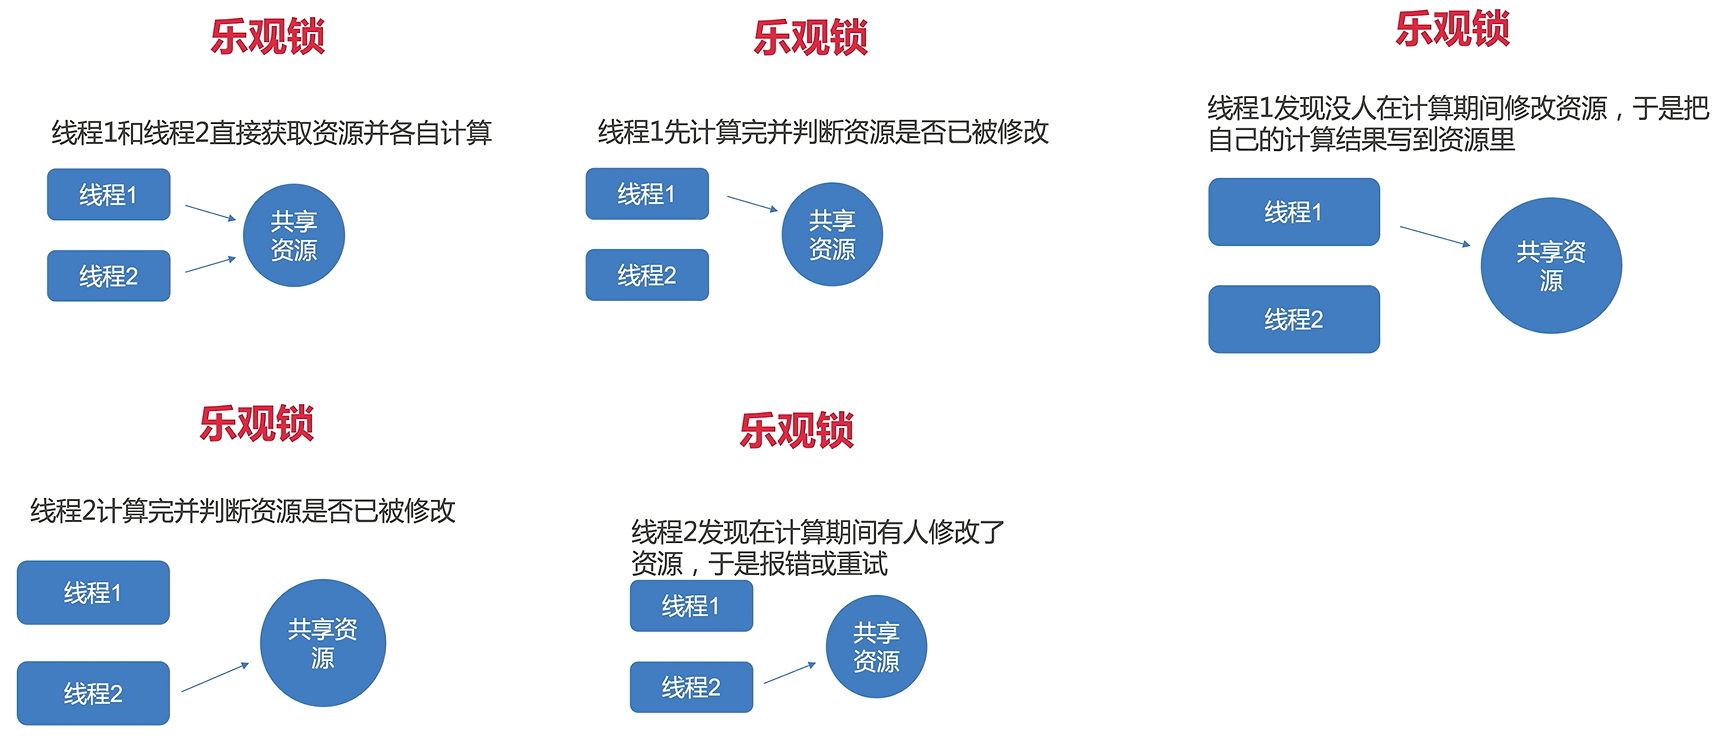 乐观锁
线程1和线程2直接获取资源并各自计算
线程1
线程2
共享
资源
乐观锁
线程1先计算完并判断资源是否已被修改
线程1
线程2
共享
资源
乐观锁
线程1发现没人在计算期间修改资源，于是把
自己的计算结果写到资源里
线程1
线程2
共享资
源
乐观锁
线程2计算完并判断资源是否已被修改
线程1
线程2
共享资
源
乐观锁
线程2发现在计算期间有人修改了
资源，于是报错或重试
线程1
线程2
共享
资源